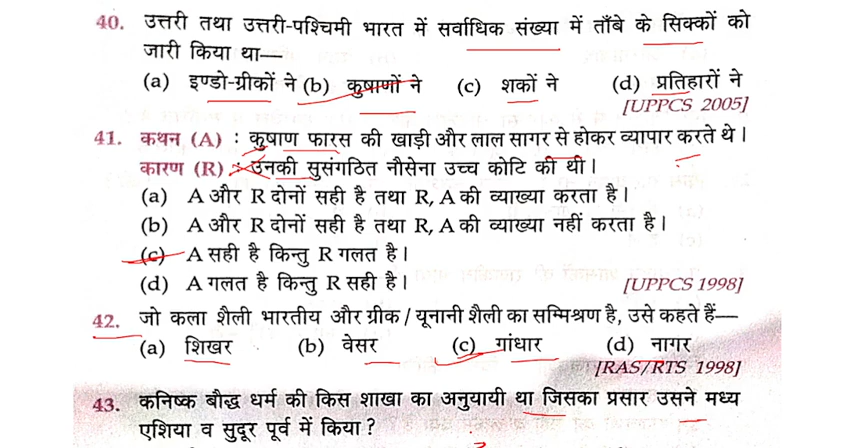 40. उत्तरी तथा उत्तरी-पश्चिमी भारत में सर्वाधिक संख्या में ताँबे के सिक्कों को
जारी किया था—
(a) इण्डो-ग्रीकों ने (b) कुषाणों ने (c) शकों ने (d) प्रतिहारों ने
[UPPCS 2005]
41. कथन (A) : कुषाण फारस की खाड़ी और लाल सागर से होकर व्यापार करते थे।
कारण (R) : उनकी सुसंगठित नौसेना उच्च कोटि की थी।
(a) A और R दोनों सही है तथा R, A की व्याख्या करता है।
(b) A और R दोनों सही है तथा R, A की व्याख्या नहीं करता है।
(c) A सही है किन्तु R गलत है।
(d) A गलत है किन्तु R सही है। [UPPCS 1998]
42. जो कला शैली भारतीय और ग्रीक / यूनानी शैली का सम्मिश्रण है, उसे कहते हैं—
(a) शिखर (b) वेसर (c) गांधार (d) नागर
[RAS/RTS 1998]
43. कनिष्क बौद्ध धर्म की किस शाखा का अनुयायी था जिसका प्रसार उसने मध्य
एशिया व सुदूर पूर्व में किया?